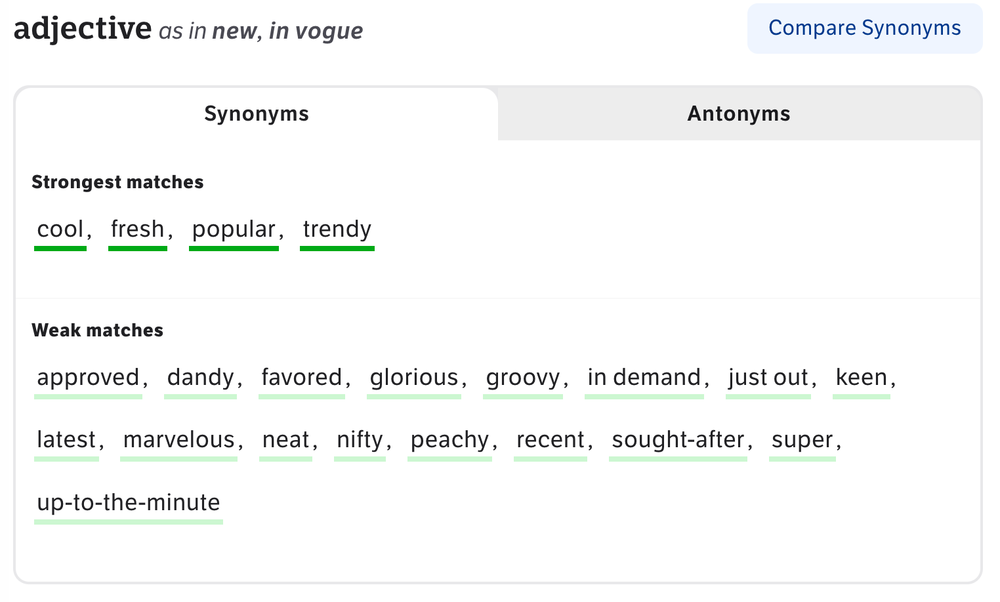 adjective as in new, in vogue
Compare Synonyms
Synonyms
Antonyms
Strongest matches
cool, fresh, popular, trendy
Weak matches
approved, dandy, favored, glorious, groovy, in demand, just out, keen,
latest, marvelous, neat, nifty, peachy, recent, sought-after, super,
up-to-the-minute